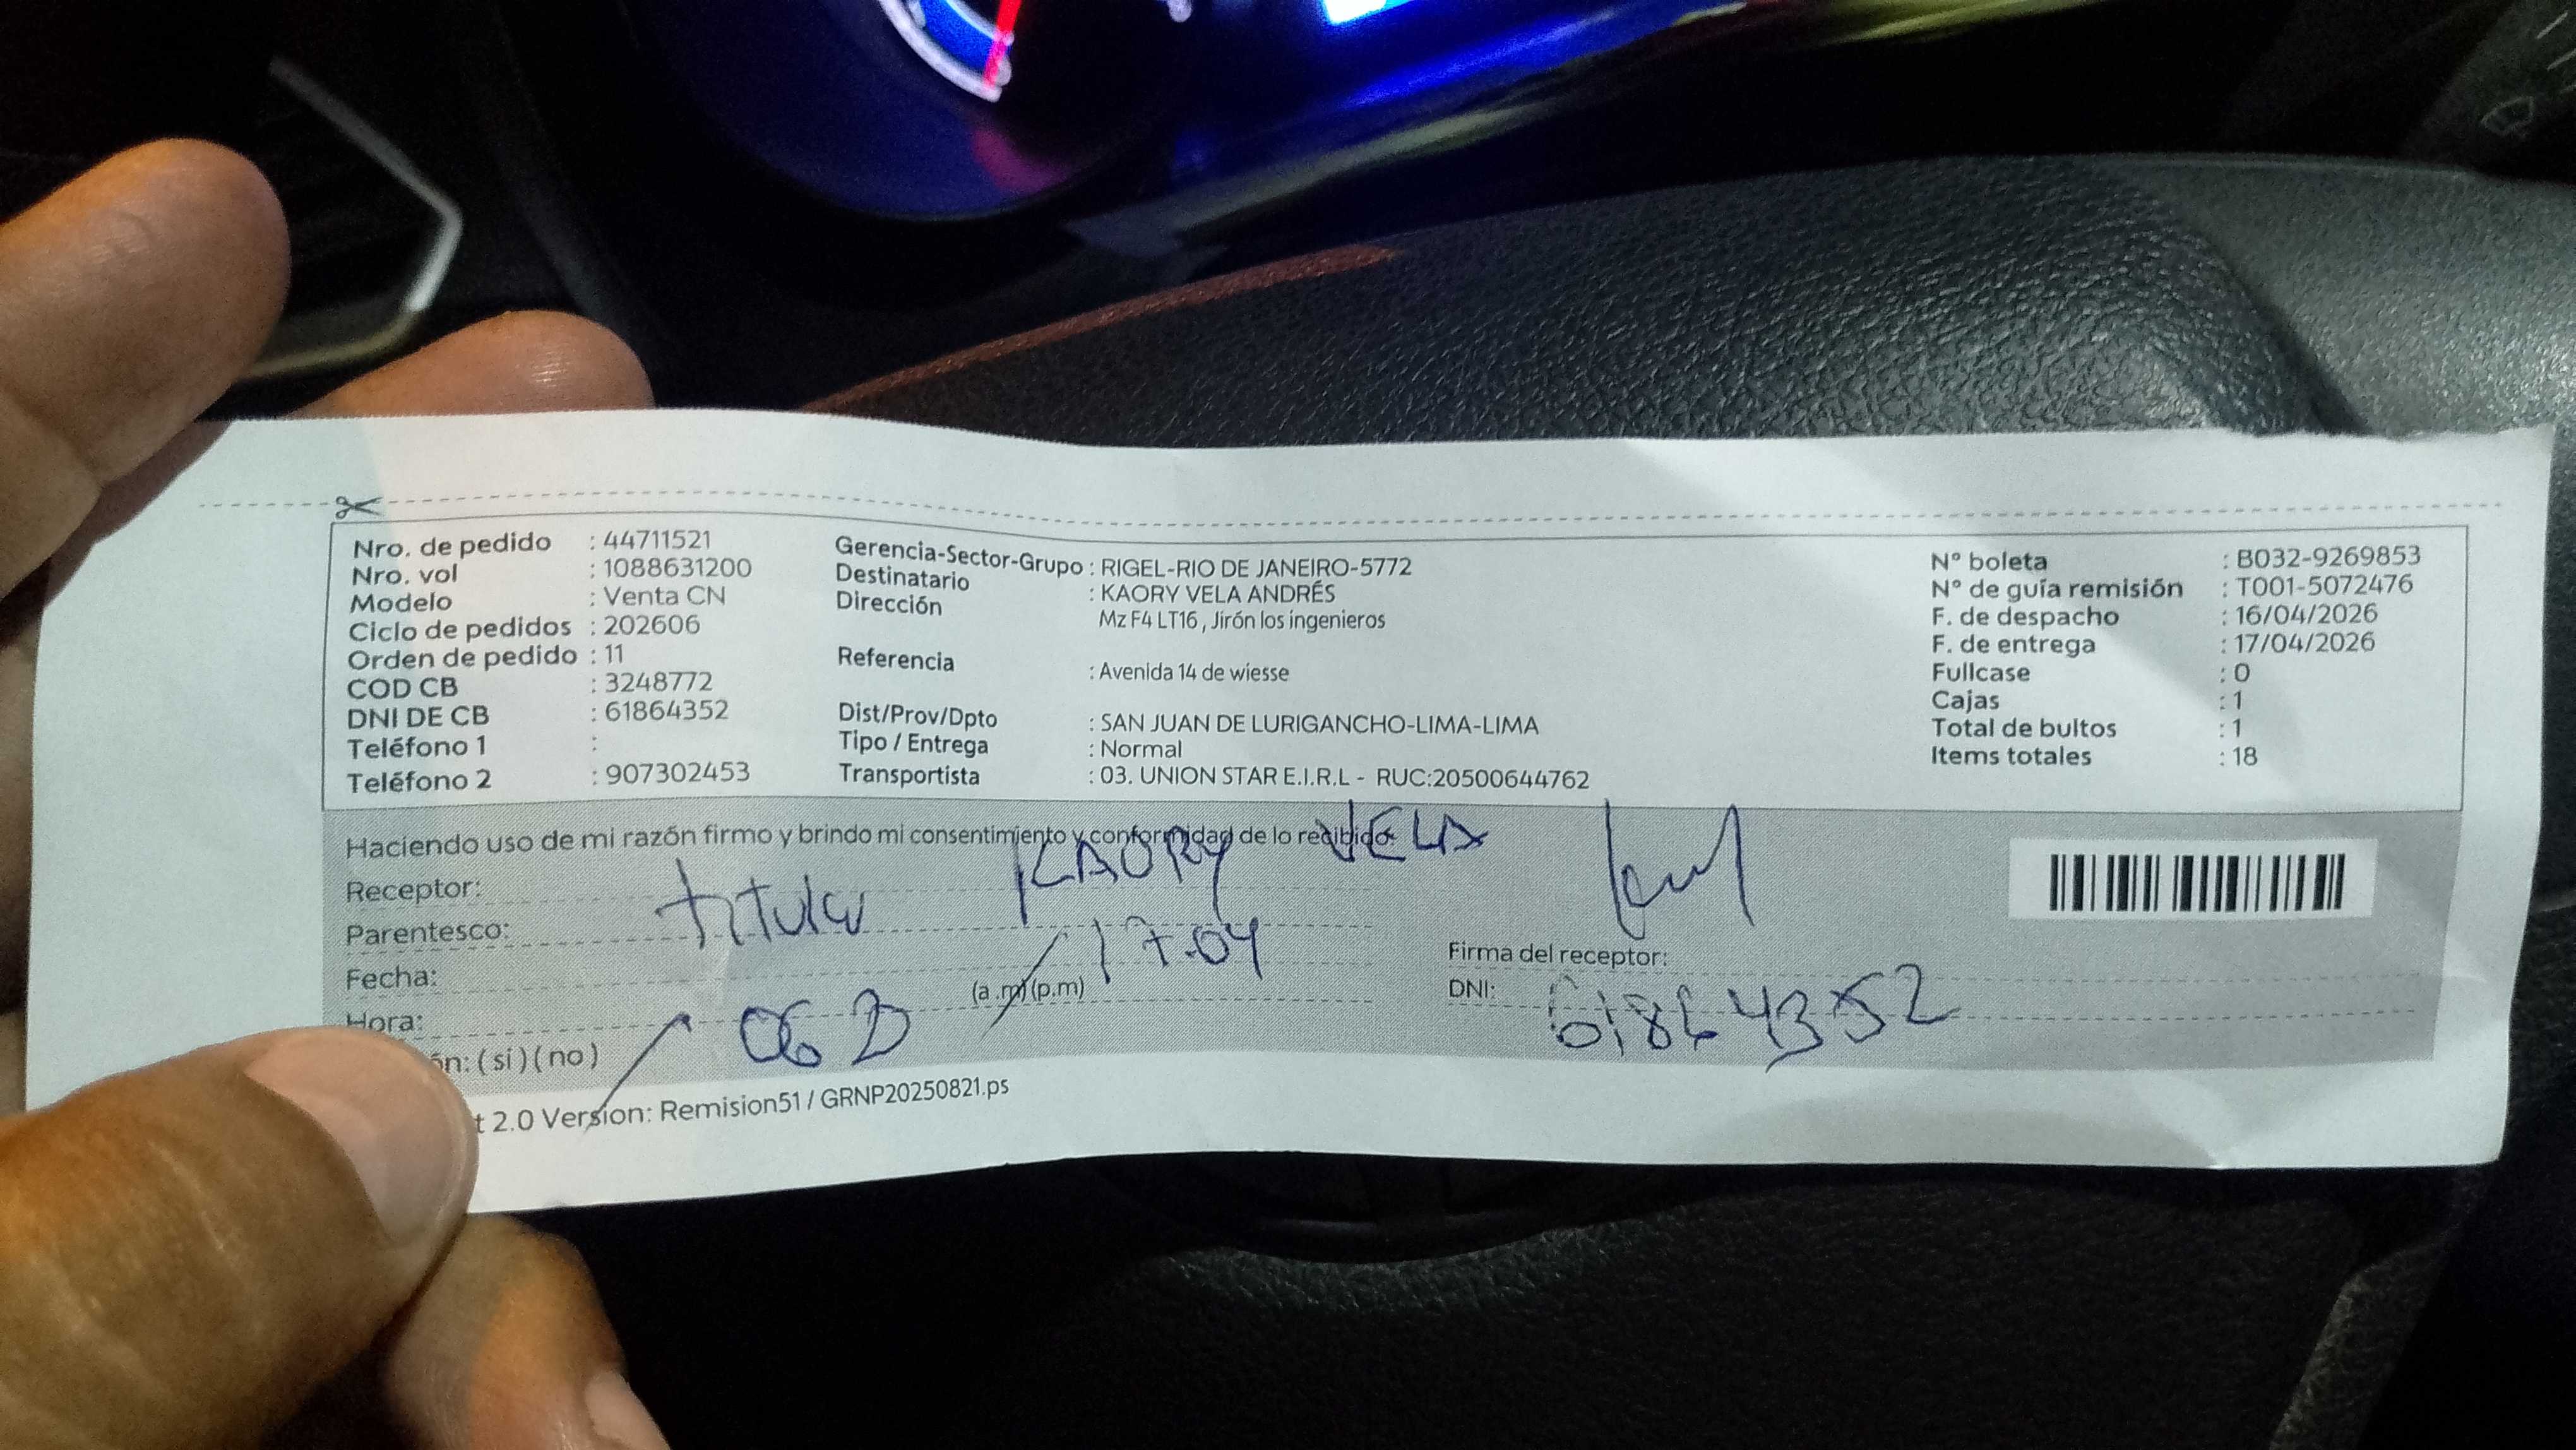 Nro. de pedido : 44711521
Nro. vol : 1088631200
Modelo : Venta CN
Ciclo de pedidos : 202606
Orden de pedido : 11
COD CB : 3248772
DNI DE CB : 61864352
Teléfono 1 :
Teléfono 2 : 907302453
Gerencia-Sector-Grupo : RIGEL-RIO DE JANEIRO-5772
Destinatario : KAORY VELA ANDRÉS
Dirección
Mz F4 LT16 , Jirón los ingenieros
Referencia : Avenida 14 de wiesse
Dist/Prov/Dpto : SAN JUAN DE LURIGANCHO-LIMA-LIMA
Tipo / Entrega : Normal
Transportista : 03. UNION STAR E.I.R.L - RUC:20500644762
Nº boleta : B032-9269853
Nº de guía remisión : T001-5072476
F. de despacho : 16/04/2026
F. de entrega : 17/04/2026
Fullcase : 0
Cajas : 1
Total de bultos : 1
Items totales : 18
Haciendo uso de mi razón firmo y brindo mi consentimiento y conformidad de lo recibido.
Receptor: KAORY VELA
Parentesco: titular
Fecha: 17.04
Hora: (a.m)(p.m)
(si)(no)
Firma del receptor:
DNI: 61864352
t 2.0 Version: Remision51 / GRNP20250821.ps